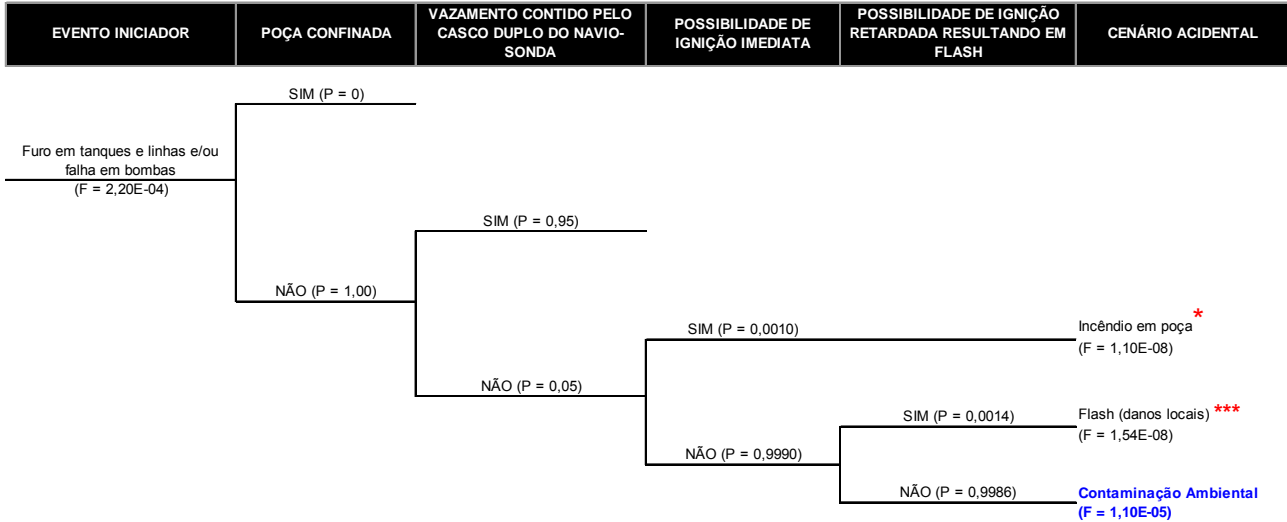 EVENTO INICIADOR
POÇA CONFINADA
VAZAMENTO CONTIDO PELO
CASCO DUPLO DO NAVIO-
SONDA
POSSIBILIDADE DE
IGNIÇÃO IMEDIATA
POSSIBILIDADE DE IGNIÇÃO
RETARDADA RESULTANDO EM
FLASH
CENÁRIO ACIDENTAL
SIM (P = 0)
Furo em tanques e linhas e/ou
falha em bombas
(F = 2,20E-04)
SIM (P = 0,95)
NÃO (P = 1,00)
SIM (P = 0,0010)
Incêndio em poça *
(F = 1,10E-08)
NÃO (P = 0,05)
SIM (P = 0,0014)
Flash (danos locais) ***
(F = 1,54E-08)
NÃO (P = 0,9990)
NÃO (P = 0,9986)
Contaminação Ambiental
(F = 1,10E-05)